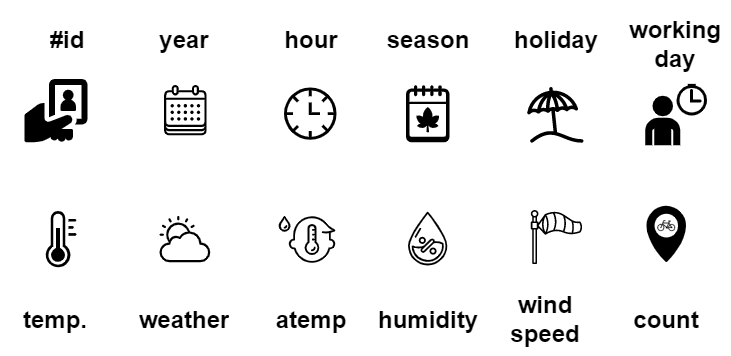 #id year hour season holiday working day
temp. weather atemp humidity wind speed count